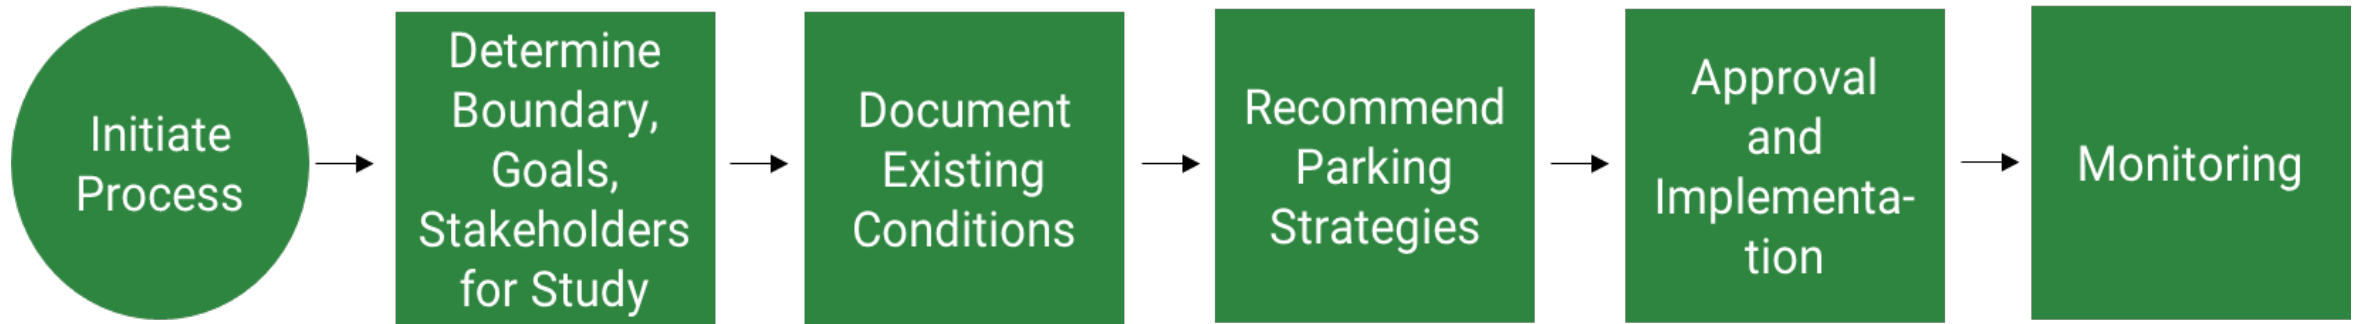 Initiate
Process
Determine
Boundary,
Goals,
Stakeholders
for Study
Document
Existing
Conditions
Recommend
Parking
Strategies
Approval
and
Implementa-
tion
Monitoring